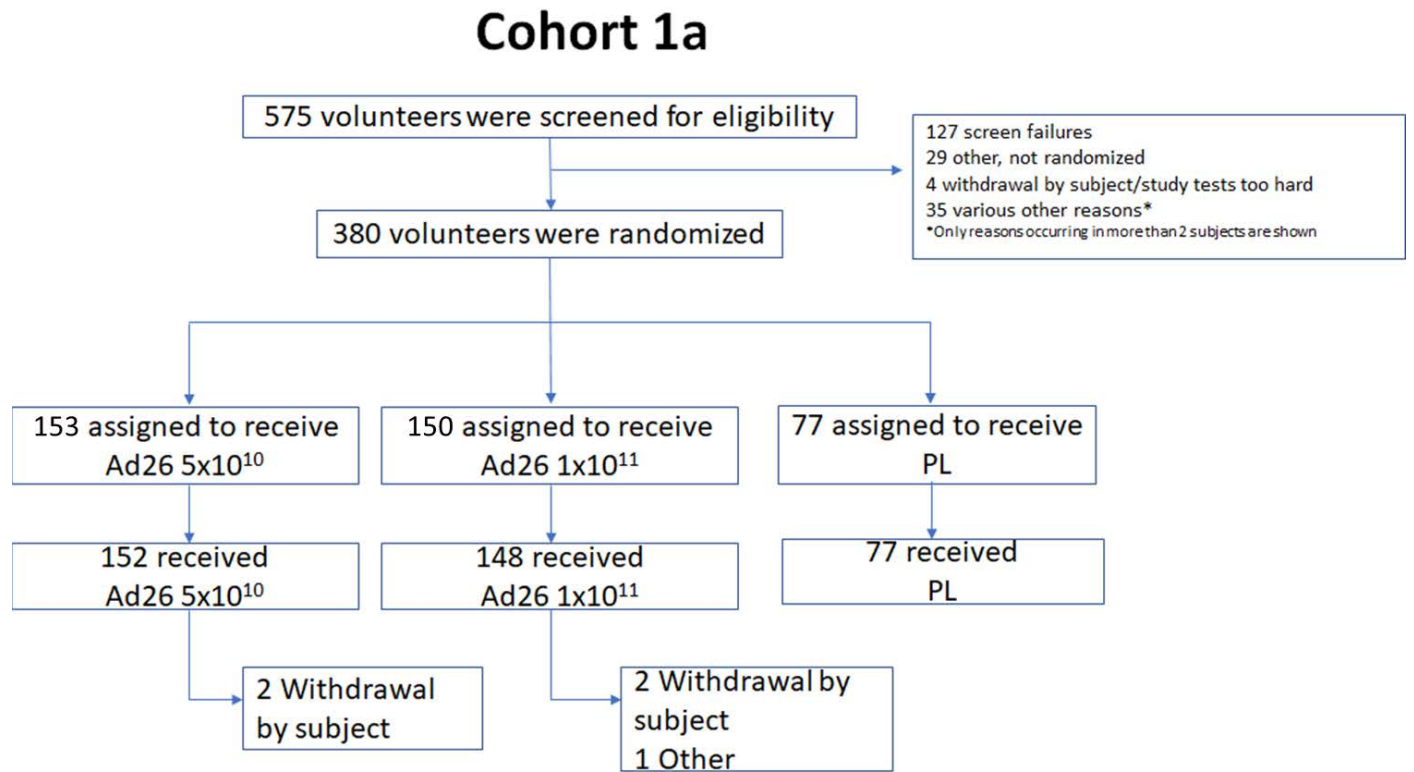 Cohort 1a
575 volunteers were screened for eligibility
127 screen failures
29 other, not randomized
4 withdrawal by subject/study tests too hard
35 various other reasons*
*Only reasons occurring in more than 2 subjects are shown
380 volunteers were randomized
153 assigned to receive
Ad26 5x10¹⁰
150 assigned to receive
Ad26 1x10¹¹
77 assigned to receive
PL
152 received
Ad26 5x10¹⁰
148 received
Ad26 1x10¹¹
77 received
PL
2 Withdrawal
by subject
2 Withdrawal by
subject
1 Other